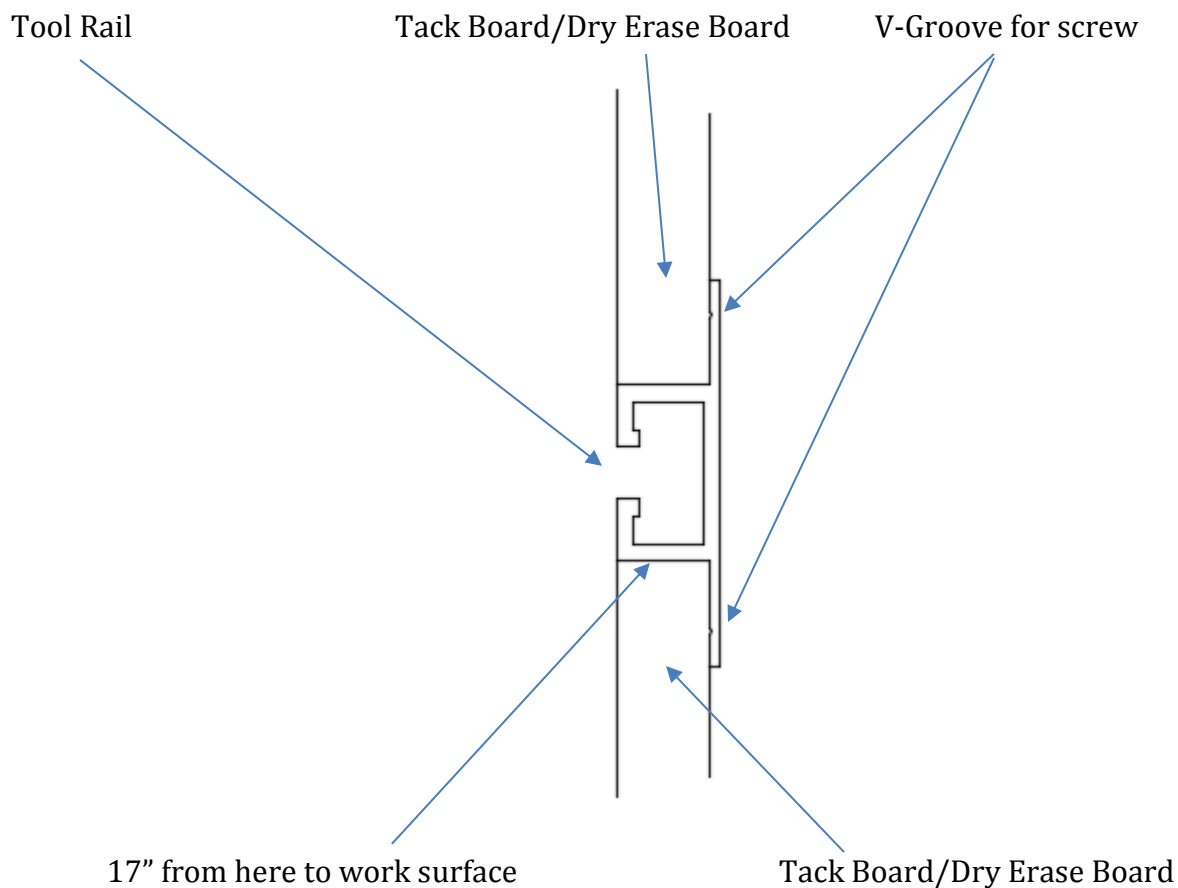 Tool Rail
Tack Board/Dry Erase Board
V-Groove for screw
17” from here to work surface
Tack Board/Dry Erase Board